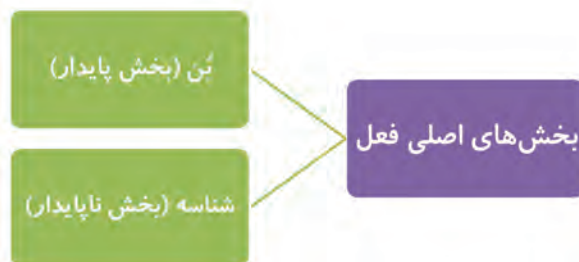 بخش‌های اصلی فعل
بُن (بخش پایدار)
شناسه (بخش ناپایدار)